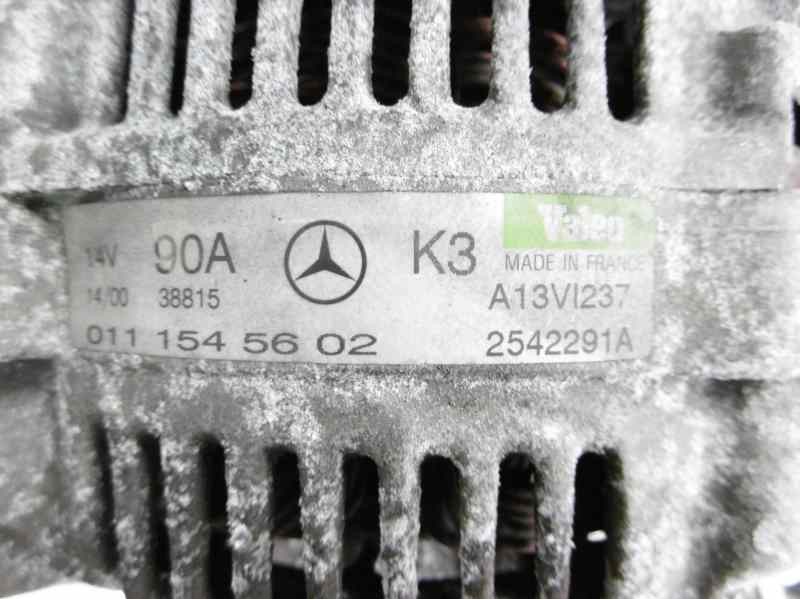 14V 90A K3 Valeo
MADE IN FRANCE
14/00 38815 A13VI237
011 154 56 02 2542291A